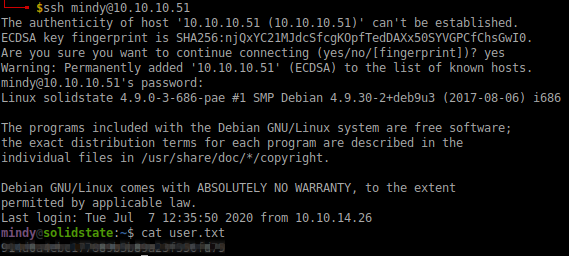 $ssh mindy@10.10.10.51
The authenticity of host '10.10.10.51 (10.10.10.51)' can't be established.
ECDSA key fingerprint is SHA256:njQxYC21MJdcSfcgKOpfTedDAXx50SYVGPCfChsGwI0.
Are you sure you want to continue connecting (yes/no/[fingerprint])? yes
Warning: Permanently added '10.10.10.51' (ECDSA) to the list of known hosts.
mindy@10.10.10.51's password:
Linux solidstate 4.9.0-3-686-pae #1 SMP Debian 4.9.30-2+deb9u3 (2017-08-06) i686
The programs included with the Debian GNU/Linux system are free software;
the exact distribution terms for each program are described in the
individual files in /usr/share/doc/*/copyright.
Debian GNU/Linux comes with ABSOLUTELY NO WARRANTY, to the extent
permitted by applicable law.
Last login: Tue Jul  7 12:35:50 2020 from 10.10.14.26
mindy@solidstate:~$ cat user.txt